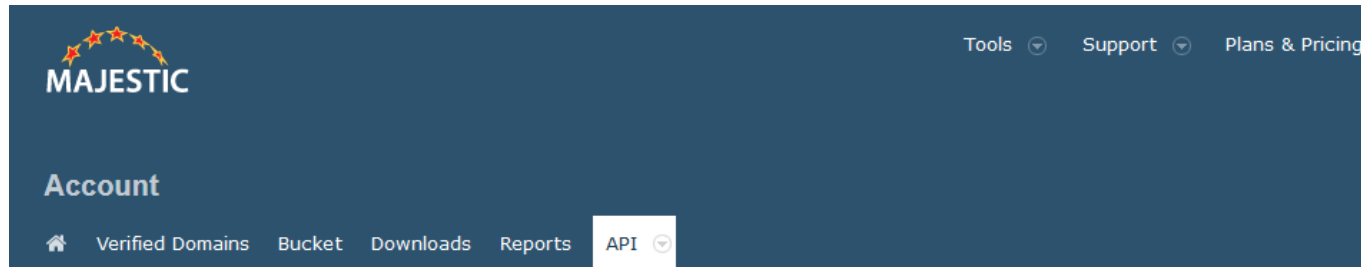 MAJESTIC
Tools Support Plans & Pricing
Account
Verified Domains Bucket Downloads Reports API